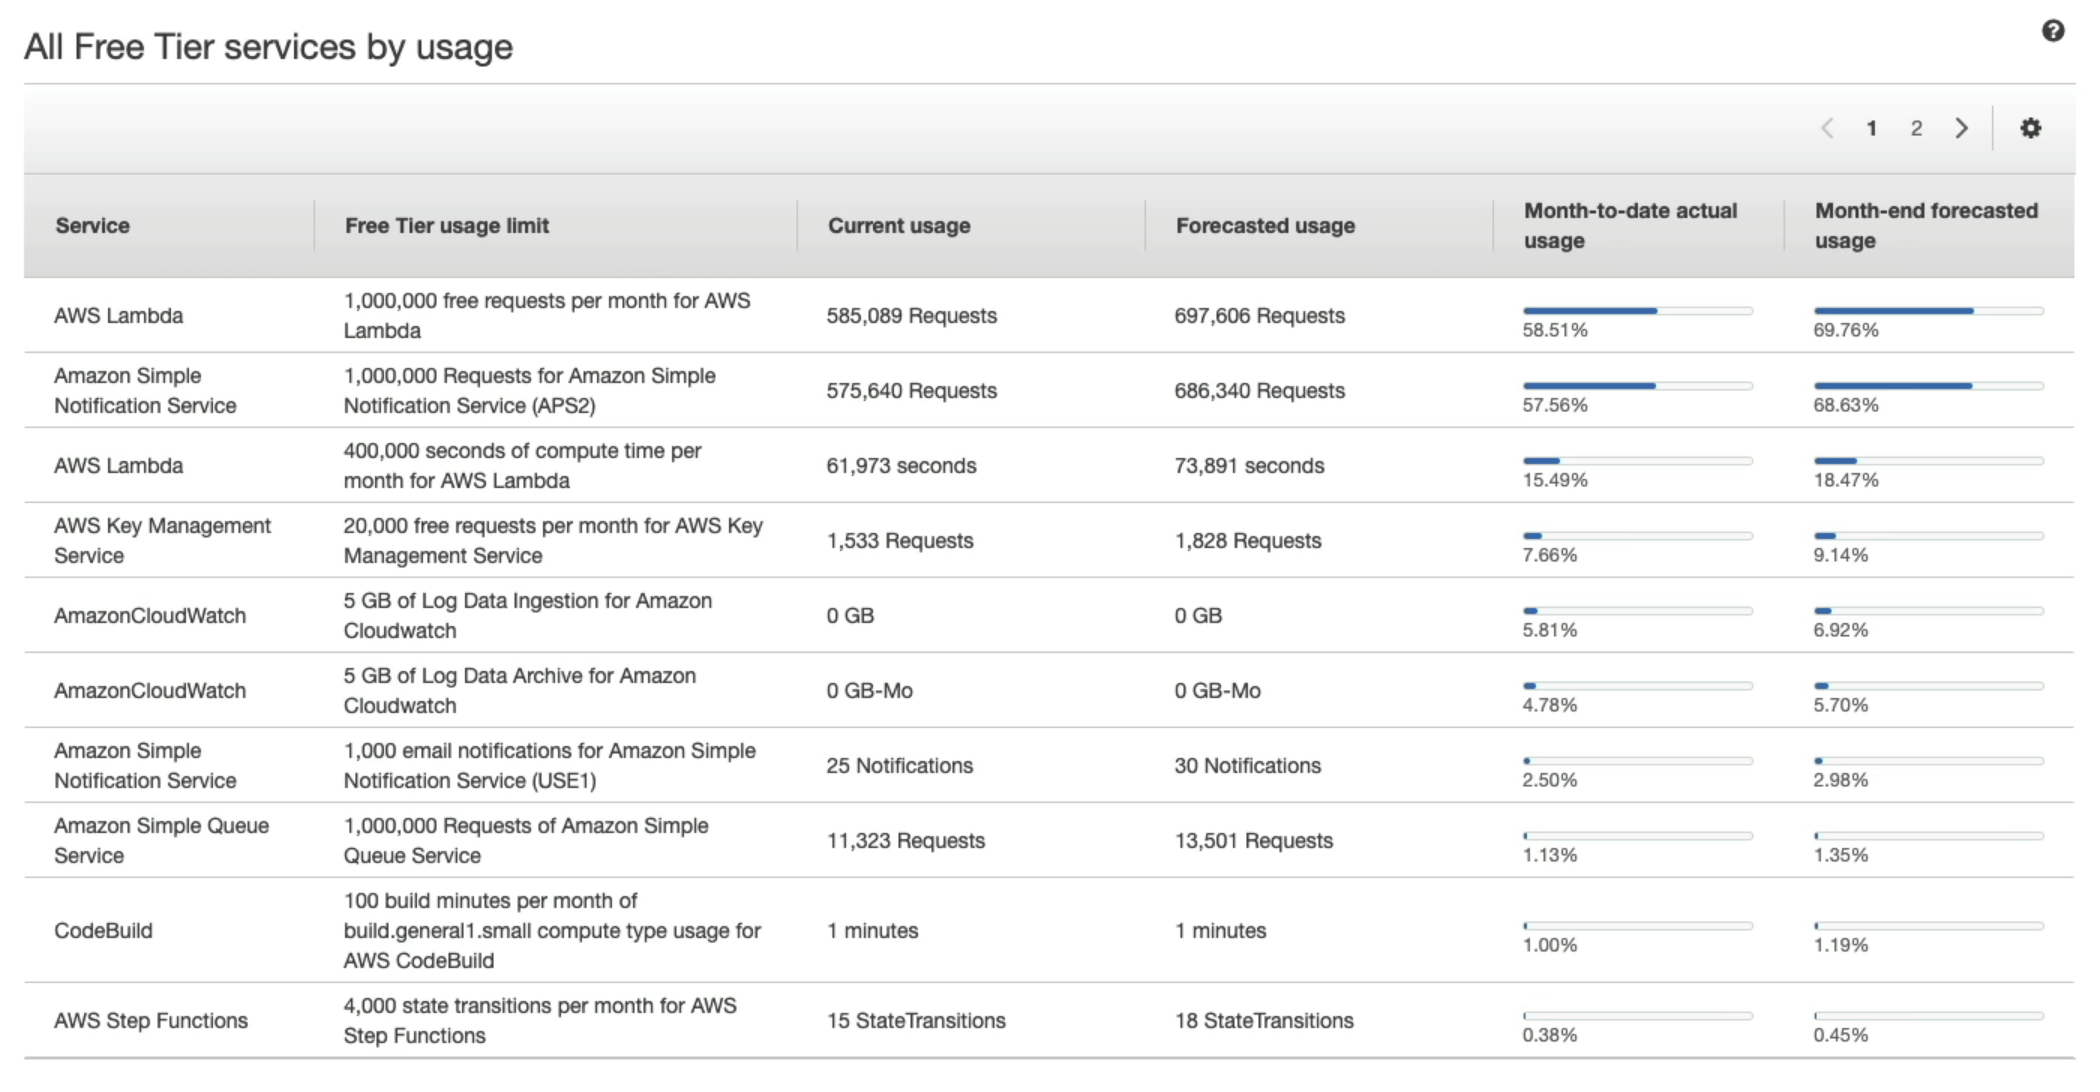 All Free Tier services by usage
1 2
Service Free Tier usage limit Current usage Forecasted usage Month-to-date actual usage Month-end forecasted usage
AWS Lambda 1,000,000 free requests per month for AWS Lambda 585,089 Requests 697,606 Requests 58.51% 69.76%
Amazon Simple Notification Service 1,000,000 Requests for Amazon Simple Notification Service (APS2) 575,640 Requests 686,340 Requests 57.56% 68.63%
AWS Lambda 400,000 seconds of compute time per month for AWS Lambda 61,973 seconds 73,891 seconds 15.49% 18.47%
AWS Key Management Service 20,000 free requests per month for AWS Key Management Service 1,533 Requests 1,828 Requests 7.66% 9.14%
AmazonCloudWatch 5 GB of Log Data Ingestion for Amazon Cloudwatch 0 GB 0 GB 5.81% 6.92%
AmazonCloudWatch 5 GB of Log Data Archive for Amazon Cloudwatch 0 GB-Mo 0 GB-Mo 4.78% 5.70%
Amazon Simple Notification Service 1,000 email notifications for Amazon Simple Notification Service (USE1) 25 Notifications 30 Notifications 2.50% 2.98%
Amazon Simple Queue Service 1,000,000 Requests of Amazon Simple Queue Service 11,323 Requests 13,501 Requests 1.13% 1.35%
CodeBuild 100 build minutes per month of build.general1.small compute type usage for AWS CodeBuild 1 minutes 1 minutes 1.00% 1.19%
AWS Step Functions 4,000 state transitions per month for AWS Step Functions 15 StateTransitions 18 StateTransitions 0.38% 0.45%